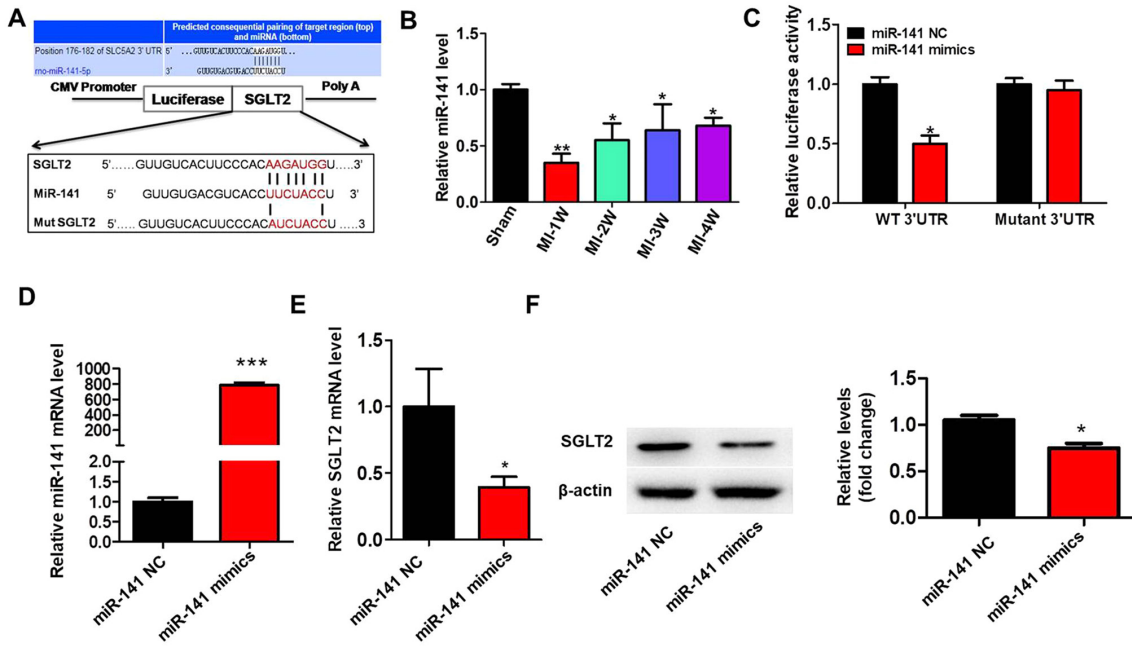 A
Predicted consequential pairing of target region (top)
and miRNA (bottom)
Position 176-182 of SLC5A2 3' UTR 5' ...GUUGUCACUUCCCACAAGAUGGU...
rno-miR-141-5p 3' GUUGUGACGUGACCUUCUACCU
CMV Promoter
Poly A
Luciferase
SGLT2
SGLT2 5'......GUUGUCACUUCCCACAAGAUGGU.....3'
MiR-141 5' GUUGUGACGUCACCUUCUACCU 3'
Mut SGLT2 5'......GUUGUCACUUCCCACAUCUACCU.....3
B
Relative miR-141 level
1.5
1.0
0.5
0.0
**
*
*
*
Sham
MI-1W
MI-2W
MI-3W
MI-4W
C
miR-141 NC
miR-141 mimics
Relative luciferase activity
1.5
1.0
0.5
0.0
*
WT 3'UTR
Mutant 3'UTR
D
Relative miR-141 mRNA level
1000
800
600
400
200
2.0
1.5
1.0
0.5
0.0
***
miR-141 NC
miR-141 mimics
E
Relative SGLT2 mRNA level
1.5
1.0
0.5
0.0
*
miR-141 NC
miR-141 mimics
F
SGLT2
β-actin
miR-141 NC
miR-141 mimics
Relative levels
(fold change)
1.5
1.0
0.5
0.0
*
miR-141 NC
miR-141 mimics